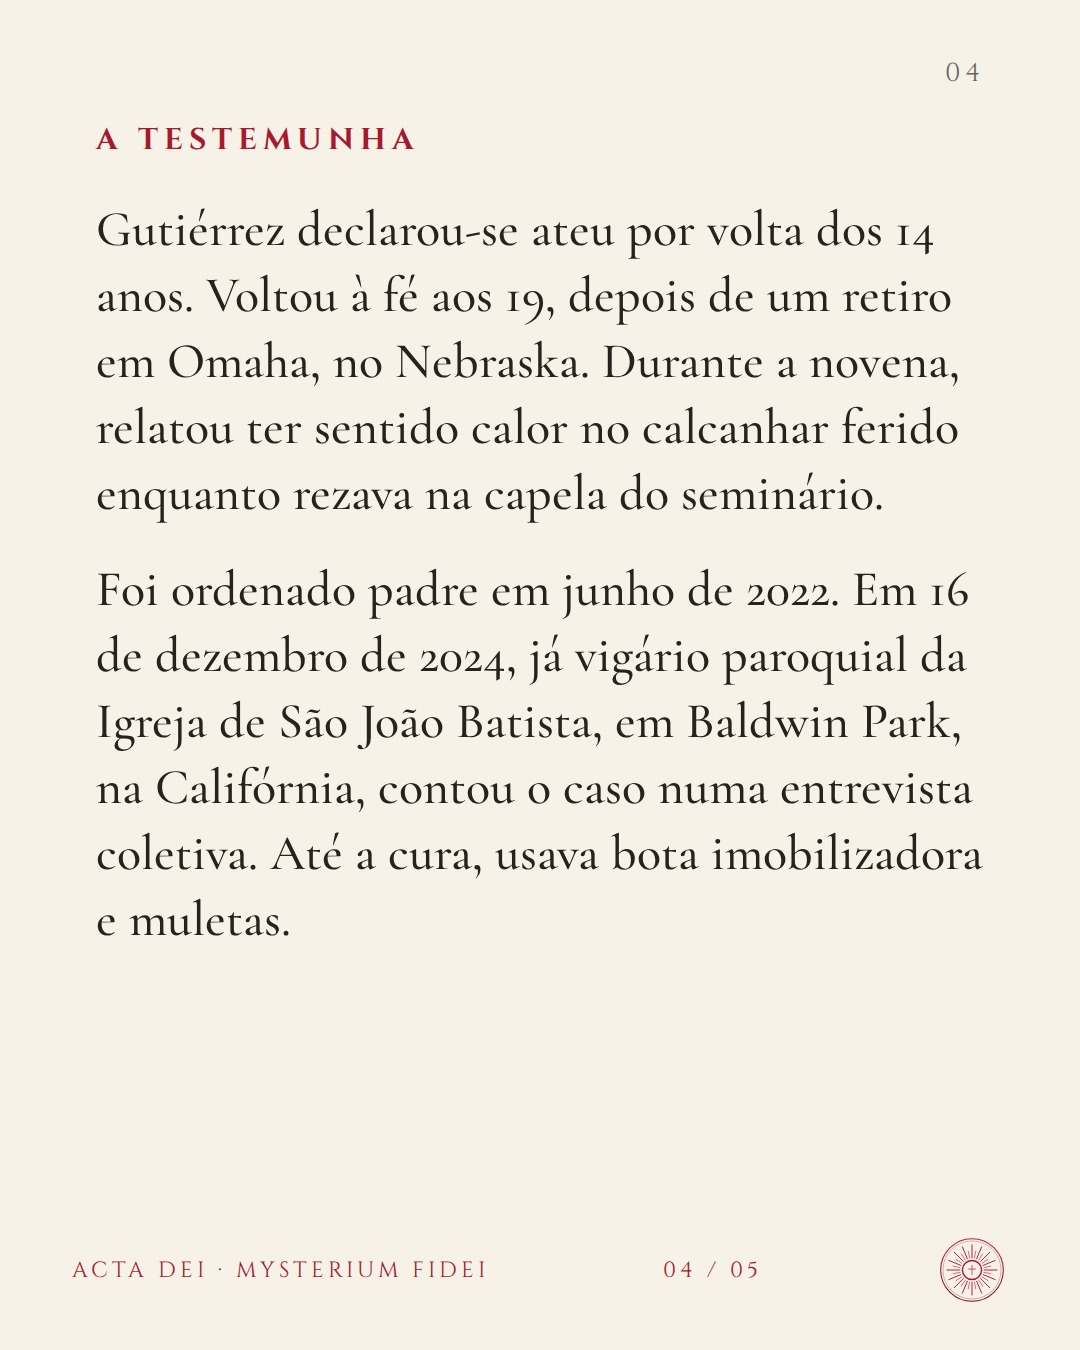 04
A TESTEMUNHA
Gutiérrez declarou-se ateu por volta dos 14
anos. Voltou à fé aos 19, depois de um retiro
em Omaha, no Nebraska. Durante a novena,
relatou ter sentido calor no calcanhar ferido
enquanto rezava na capela do seminário.
Foi ordenado padre em junho de 2022. Em 16
de dezembro de 2024, já vigário paroquial da
Igreja de São João Batista, em Baldwin Park,
na Califórnia, contou o caso numa entrevista
coletiva. Até a cura, usava bota imobilizadora
e muletas.
ACTA DEI · MYSTERIUM FIDEI
04 / 05